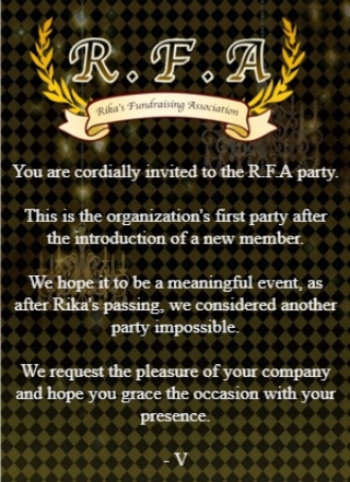 R.F.A
Rika's Fundraising Association
You are cordially invited to the R.F.A party.
This is the organization's first party after
the introduction of a new member.
We hope it to be a meaningful event, as
after Rika's passing, we considered another
party impossible.
We request the pleasure of your company
and hope you grace the occasion with your
presence.
- V